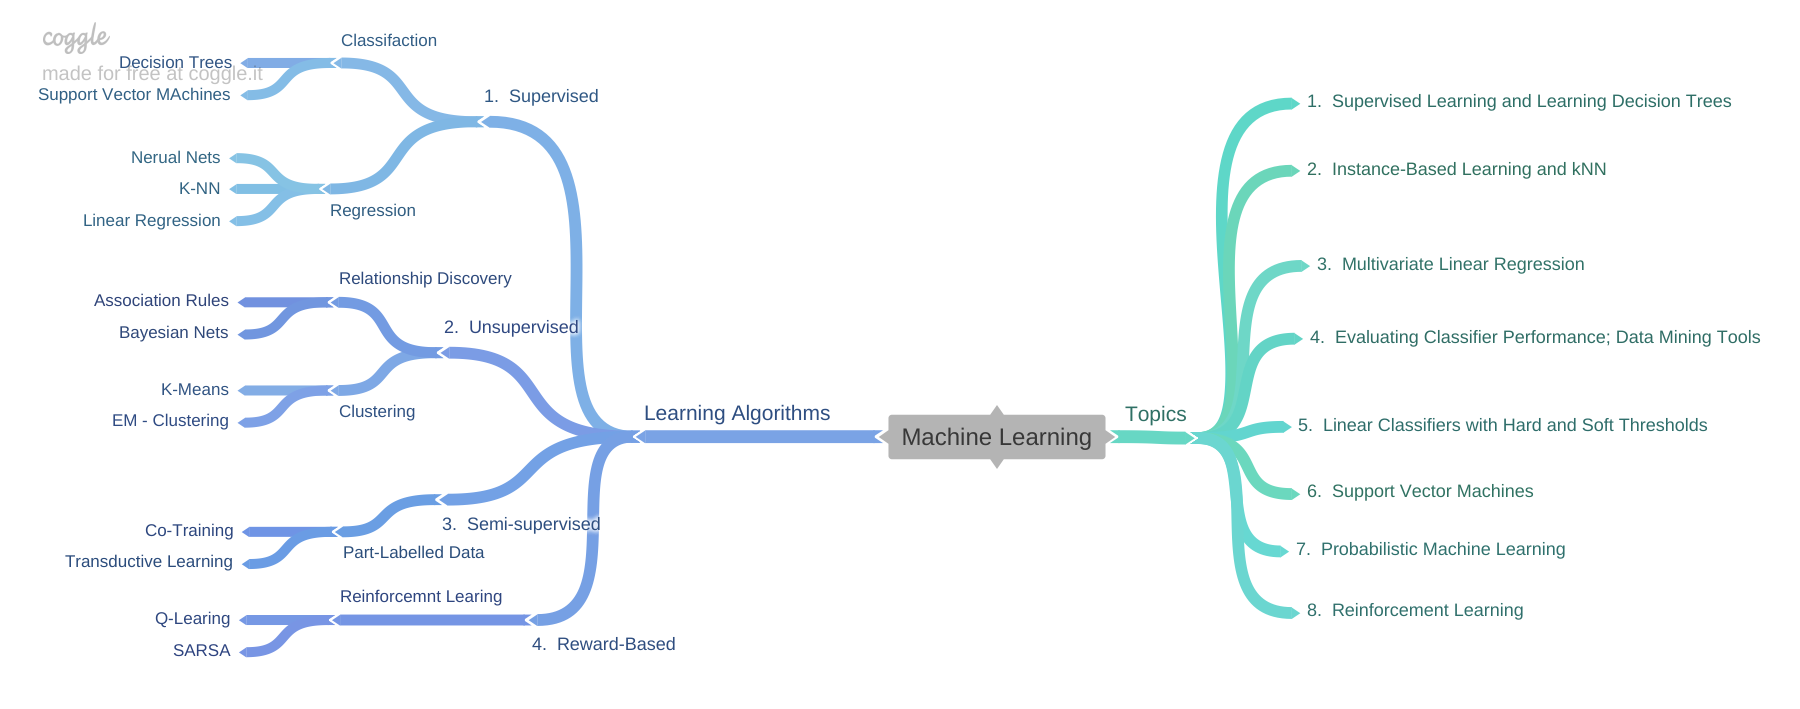 coggle
made for free at coggle.it
Classifaction
Decision Trees
Support Vector MAchines
1. Supervised
Nerual Nets
K-NN
Linear Regression
Regression
Relationship Discovery
Association Rules
Bayesian Nets
2. Unsupervised
K-Means
EM - Clustering
Clustering
Learning Algorithms
Machine Learning
3. Semi-supervised
Co-Training
Transductive Learning
Part-Labelled Data
Reinforcemnt Learing
Q-Learing
SARSA
4. Reward-Based
Topics
1. Supervised Learning and Learning Decision Trees
2. Instance-Based Learning and kNN
3. Multivariate Linear Regression
4. Evaluating Classifier Performance; Data Mining Tools
5. Linear Classifiers with Hard and Soft Thresholds
6. Support Vector Machines
7. Probabilistic Machine Learning
8. Reinforcement Learning